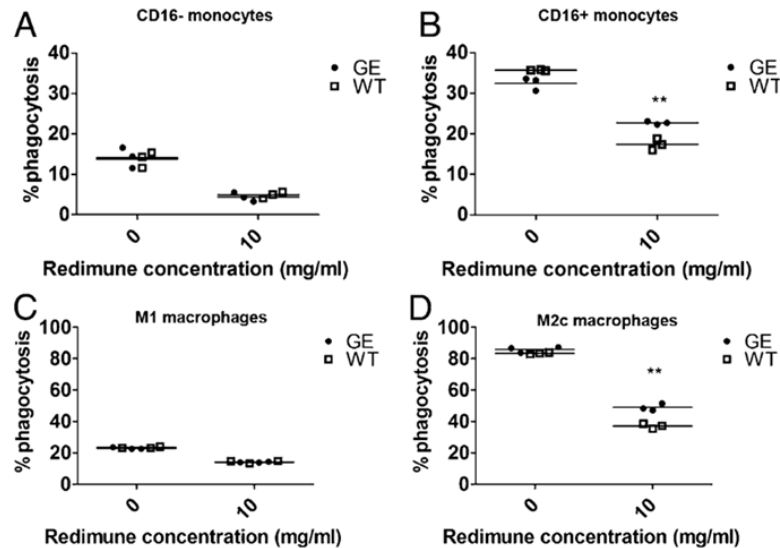 A
CD16- monocytes
40
30
20
10
0
% phagocytosis
0
10
Redimune concentration (mg/ml)
GE
WT
B
CD16+ monocytes
40
30
20
10
0
% phagocytosis
**
0
10
Redimune concentration (mg/ml)
GE
WT
C
M1 macrophages
100
80
60
40
20
0
% phagocytosis
0
10
Redimune concentration (mg/ml)
GE
WT
D
M2c macrophages
100
80
60
40
20
0
% phagocytosis
**
0
10
Redimune concentration (mg/ml)
GE
WT